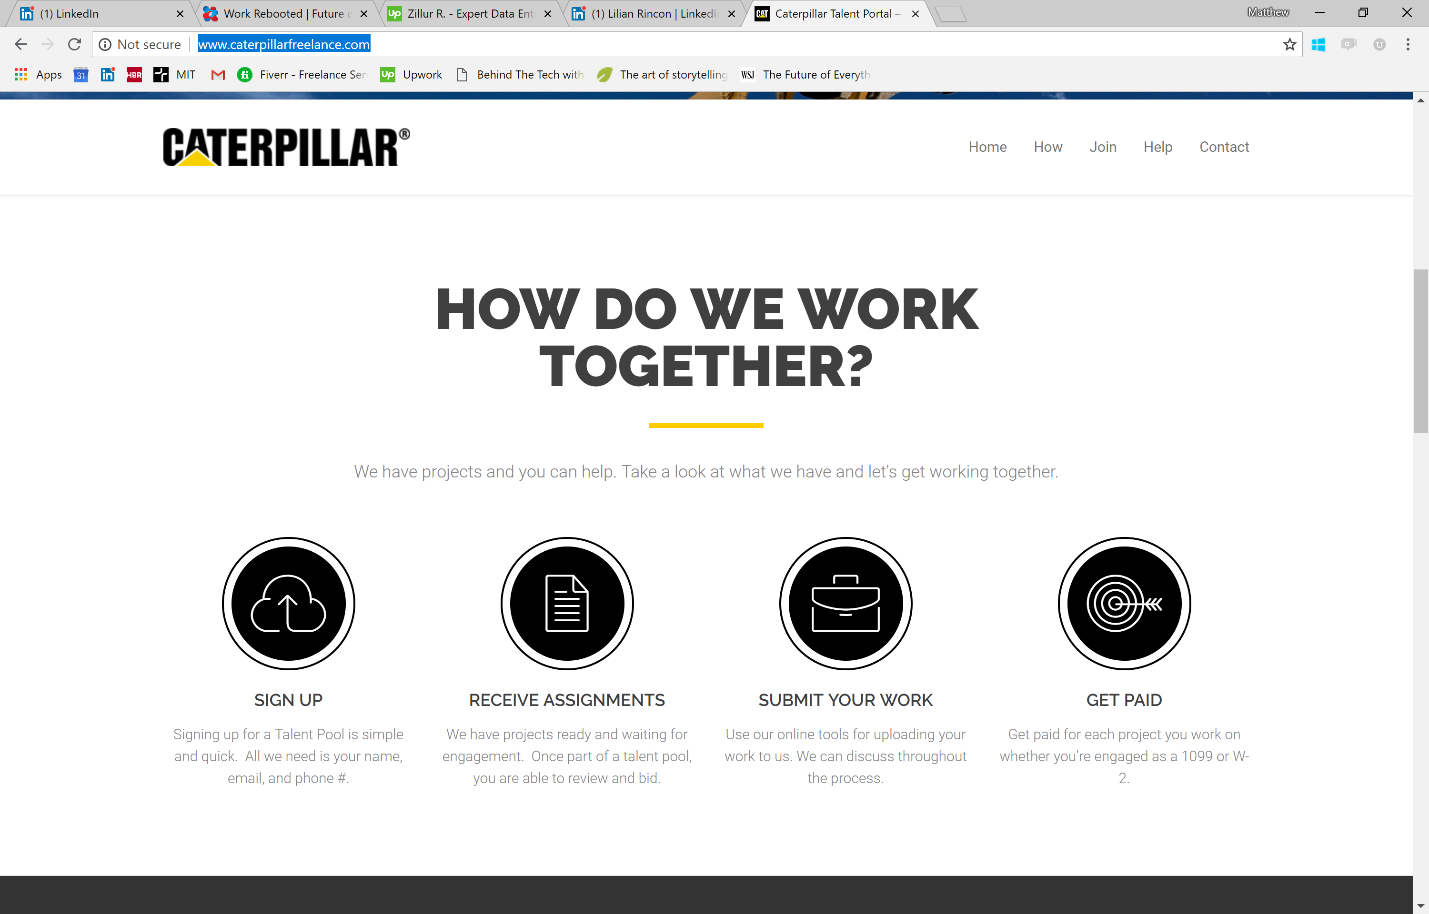 (1) LinkedIn
Work Rebooted | Future
Zillur R. - Expert Data Ent
(1) Lilian Rincon | LinkedIn
Caterpillar Talent Portal –
Matthew
Not secure
www.caterpillarfreelance.com
Apps
31
HBR
MIT
Fiverr - Freelance Ser
Up
Upwork
Behind The Tech with
The art of storytelling
WSJ
The Future of Everyth
CATERPILLAR®
Home
How
Join
Help
Contact
HOW DO WE WORK
TOGETHER?
We have projects and you can help. Take a look at what we have and let's get working together.
SIGN UP
Signing up for a Talent Pool is simple
and quick. All we need is your name,
email, and phone #.
RECEIVE ASSIGNMENTS
We have projects ready and waiting for
engagement. Once part of a talent pool,
you are able to review and bid.
SUBMIT YOUR WORK
Use our online tools for uploading your
work to us. We can discuss throughout
the process.
GET PAID
Get paid for each project you work on
whether you're engaged as a 1099 or W-
2.